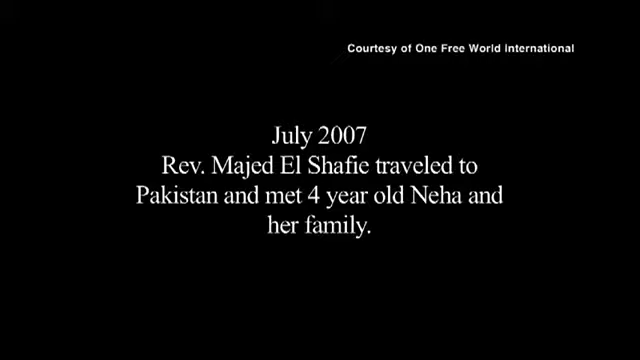 Courtesy of One Free World International
July 2007
Rev. Majed El Shafie traveled to
Pakistan and met 4 year old Neha and
her family.